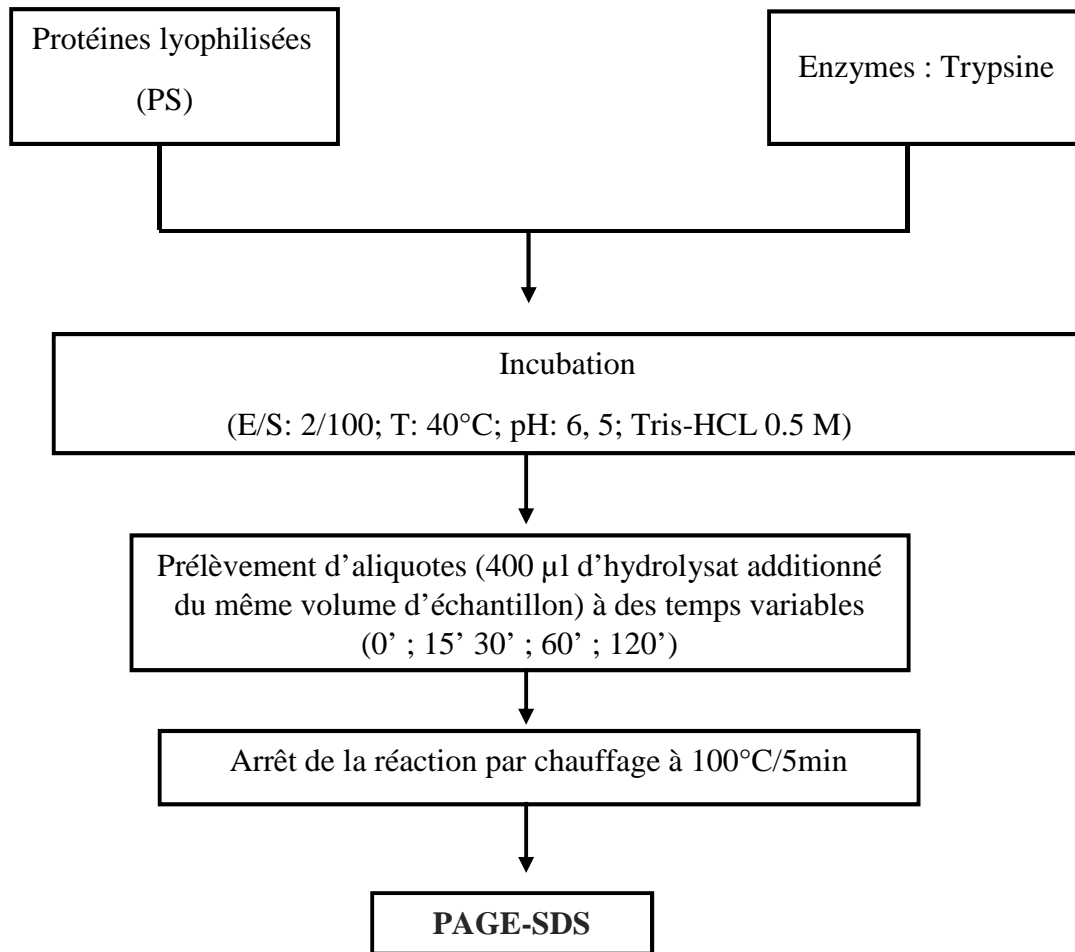 Protéines lyophilisées
(PS)
Enzymes : Trypsine
Incubation
(E/S: 2/100; T: 40°C; pH: 6, 5; Tris-HCL 0.5 M)
Prélèvement d’aliquotes (400 µl d’hydrolysat additionné
du même volume d’échantillon) à des temps variables
(0’ ; 15’ 30’ ; 60’ ; 120’)
Arrêt de la réaction par chauffage à 100°C/5min
PAGE-SDS